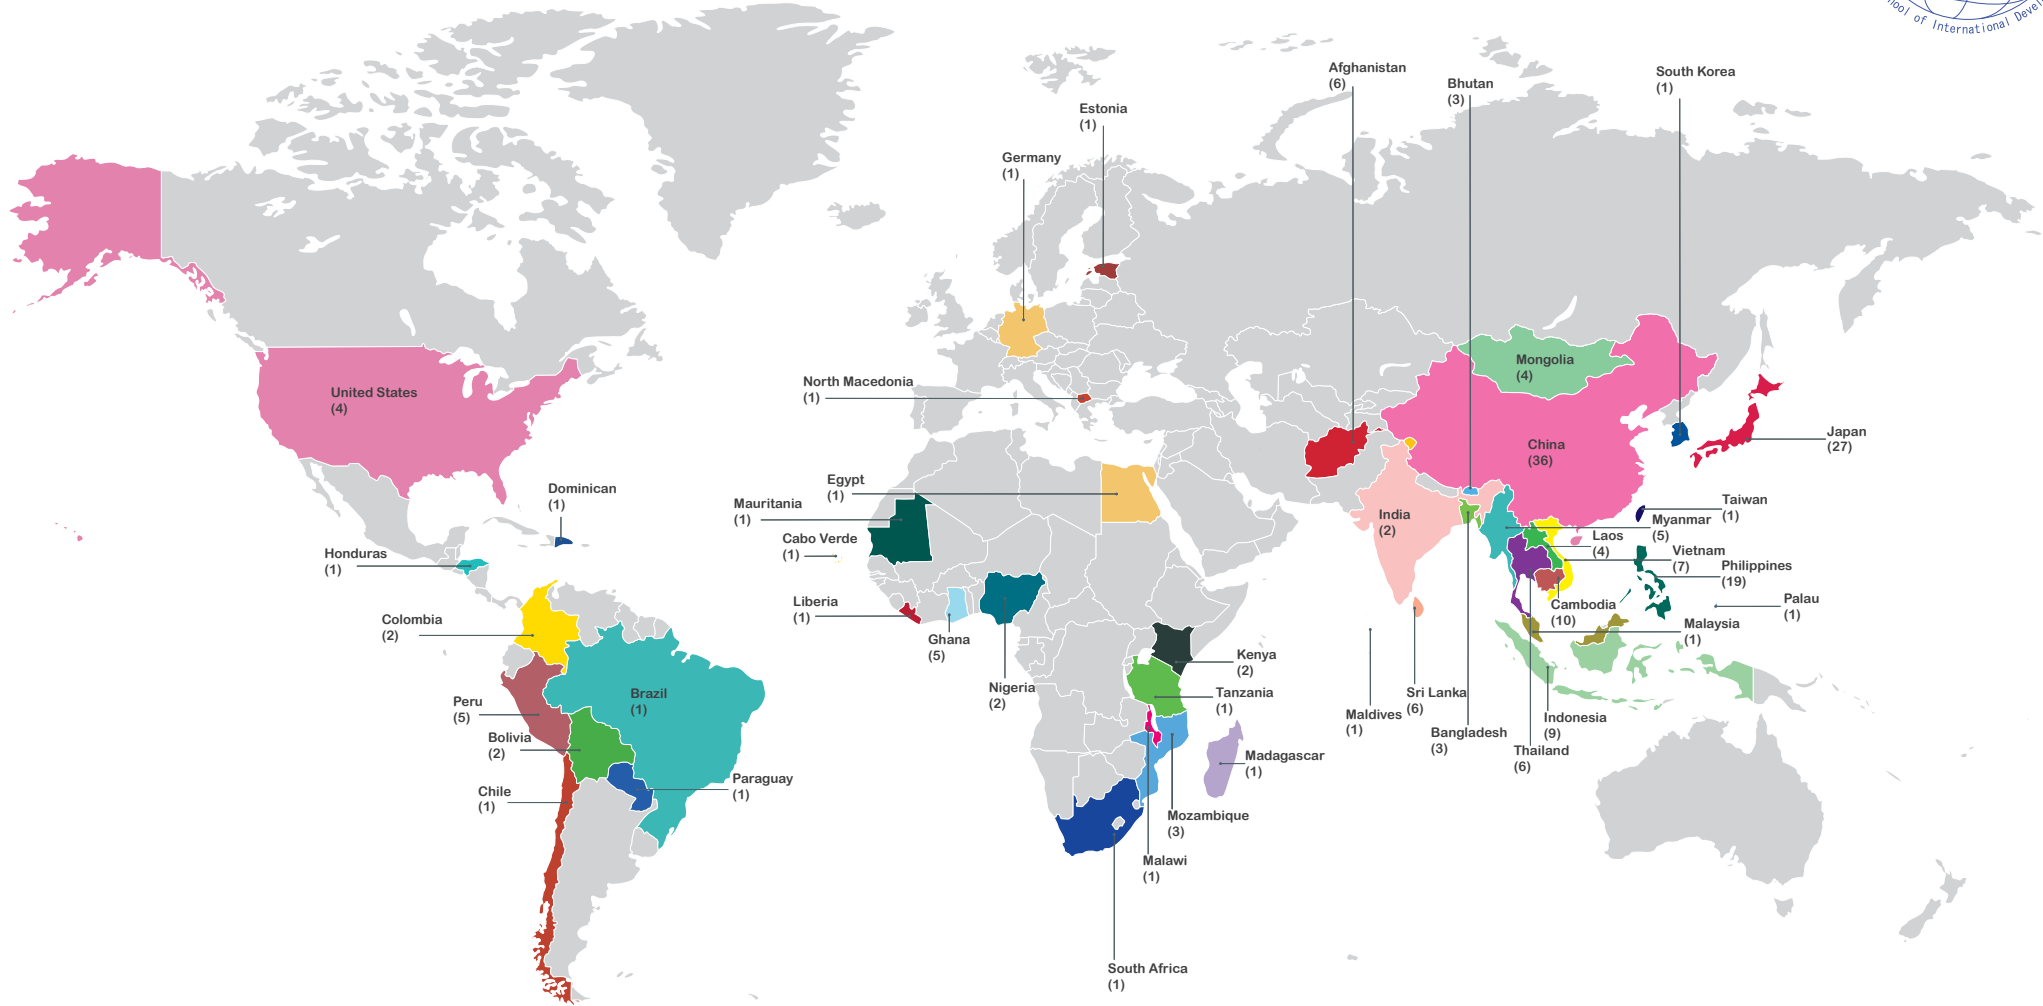 of International
Afghanistan
(6)
Bhutan
(3)
South Korea
(1)
Estonia
(1)
Germany
(1)
Mongolia
(4)
North Macedonia
(1)
United States
(4)
Japan
(27)
China
(36)
Egypt
(1)
Dominican
(1)
Mauritania
(1)
Taiwan
(1)
India
(2)
Myanmar
(5)
Cabo Verde
(1)
Laos
(4)
Honduras
(1)
Vietnam
(7)
Philippines
(19)
Liberia
(1)
Cambodia
(10)
Palau
(1)
Colombia
(2)
Malaysia
(1)
Ghana
(5)
Kenya
(2)
Nigeria
(2)
Tanzania
(1)
Brazil
(1)
Sri Lanka
(6)
Peru
(5)
Maldives
(1)
Indonesia
(9)
Bangladesh
(3)
Bolivia
(2)
Thailand
(6)
Madagascar
(1)
Paraguay
(1)
Chile
(1)
Mozambique
(3)
Malawi
(1)
South Africa
(1)